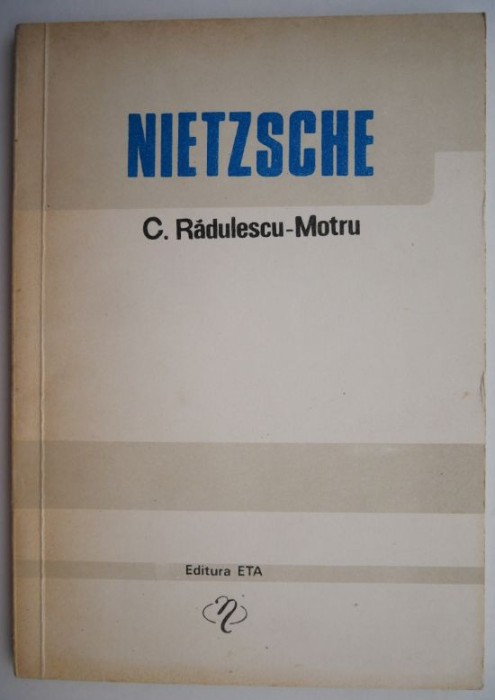 NIETZSCHE
C. Rădulescu-Motru
Editura ETA
η